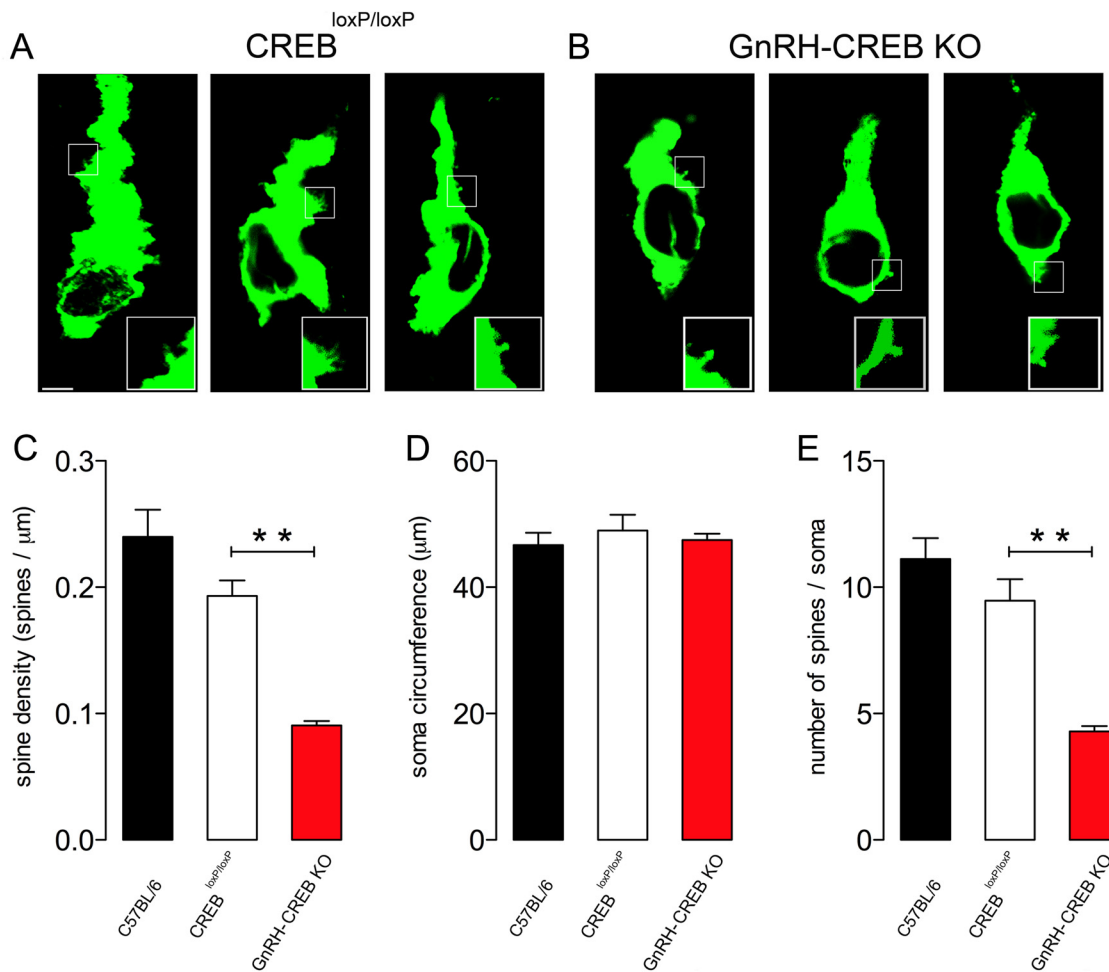 A
loxP/loxP
CREB
B
GnRH-CREB KO
C
spine density (spines / μm)
0.3
0.2
0.1
0.0
* *
C57BL/6
CREB loxP/loxP
GnRH-CREB KO
D
soma circumference (μm)
60
40
20
0
C57BL/6
CREB loxP/loxP
GnRH-CREB KO
E
number of spines / soma
15
10
5
0
* *
C57BL/6
CREB loxP/loxP
GnRH-CREB KO